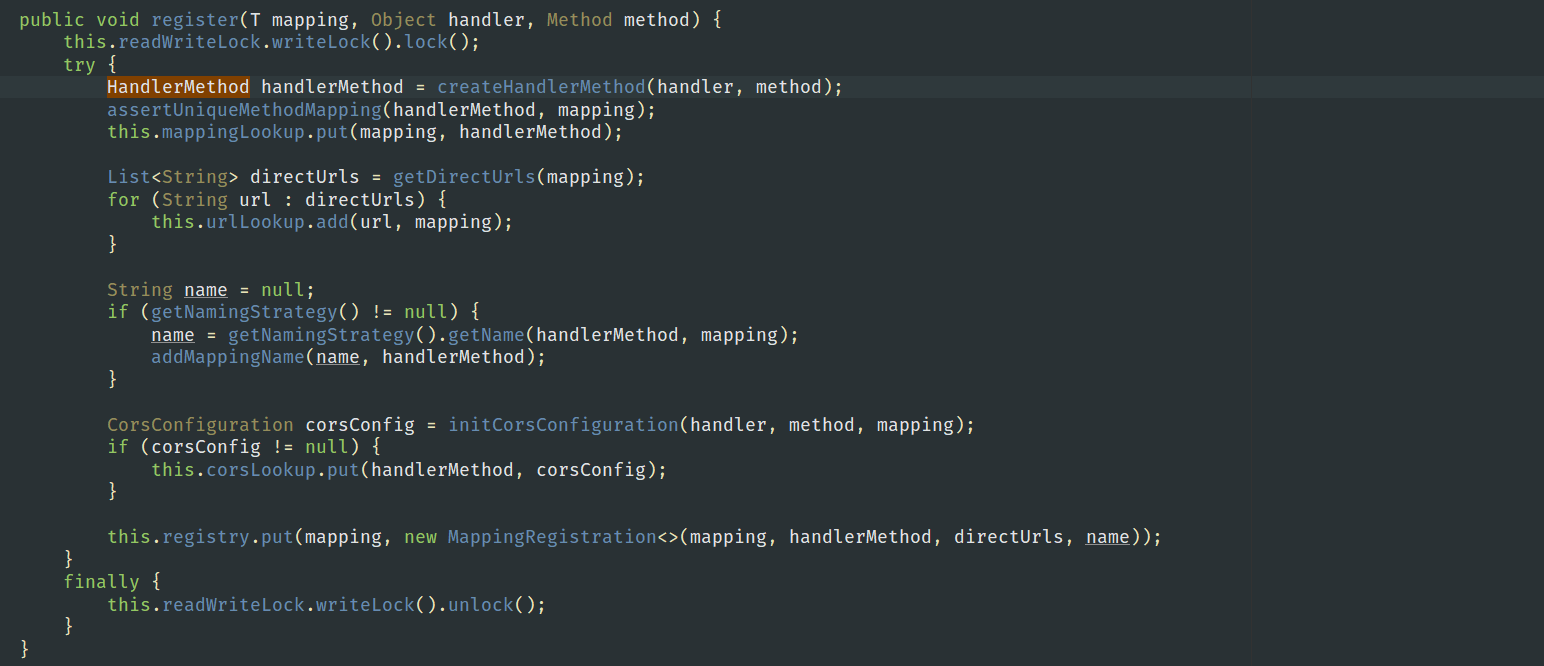 public void register(T mapping, Object handler, Method method) {
    this.readWriteLock.writeLock().lock();
    try {
        HandlerMethod handlerMethod = createHandlerMethod(handler, method);
        assertUniqueMethodMapping(handlerMethod, mapping);
        this.mappingLookup.put(mapping, handlerMethod);

        List<String> directUrls = getDirectUrls(mapping);
        for (String url : directUrls) {
            this.urlLookup.add(url, mapping);
        }

        String name = null;
        if (getNamingStrategy() != null) {
            name = getNamingStrategy().getName(handlerMethod, mapping);
            addMappingName(name, handlerMethod);
        }

        CorsConfiguration corsConfig = initCorsConfiguration(handler, method, mapping);
        if (corsConfig != null) {
            this.corsLookup.put(handlerMethod, corsConfig);
        }

        this.registry.put(mapping, new MappingRegistration<>(mapping, handlerMethod, directUrls, name));
    }
    finally {
        this.readWriteLock.writeLock().unlock();
    }
}